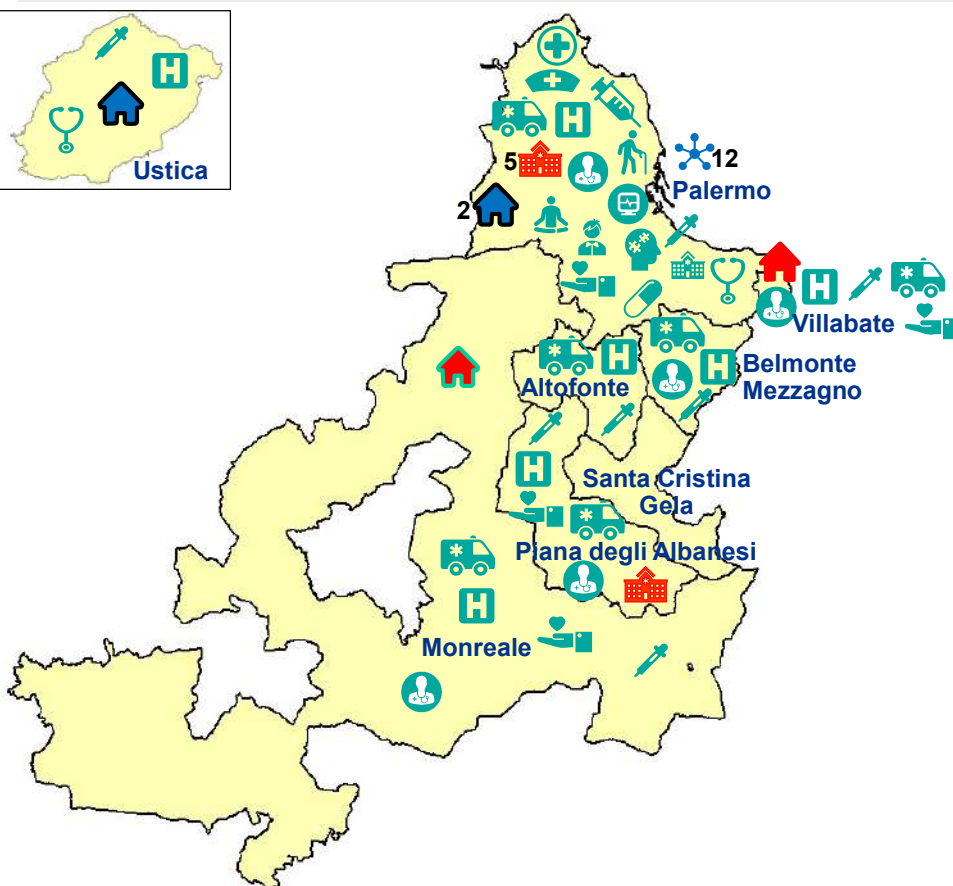 Ustica
H
H
5
12
Palermo
2
H
Villabate
H
H
Belmonte
Mezzagno
Altofonte
H
Santa Cristina
Gela
Piana degli Albanesi
H
Monreale